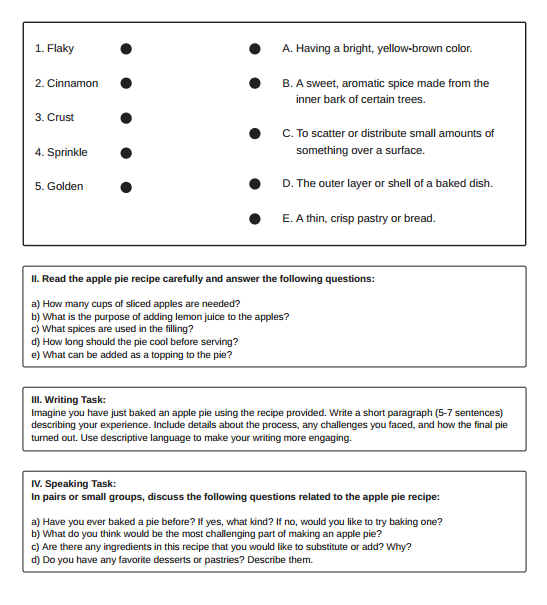 1. Flaky
2. Cinnamon
3. Crust
4. Sprinkle
5. Golden
A. Having a bright, yellow-brown color.
B. A sweet, aromatic spice made from the
inner bark of certain trees.
C. To scatter or distribute small amounts of
something over a surface.
D. The outer layer or shell of a baked dish.
E. A thin, crisp pastry or bread.
II. Read the apple pie recipe carefully and answer the following questions:
a) How many cups of sliced apples are needed?
b) What is the purpose of adding lemon juice to the apples?
c) What spices are used in the filling?
d) How long should the pie cool before serving?
e) What can be added as a topping to the pie?
III. Writing Task:
Imagine you have just baked an apple pie using the recipe provided. Write a short paragraph (5-7 sentences)
describing your experience. Include details about the process, any challenges you faced, and how the final pie
turned out. Use descriptive language to make your writing more engaging.
IV. Speaking Task:
In pairs or small groups, discuss the following questions related to the apple pie recipe:
a) Have you ever baked a pie before? If yes, what kind? If no, would you like to try baking one?
b) What do you think would be the most challenging part of making an apple pie?
c) Are there any ingredients in this recipe that you would like to substitute or add? Why?
d) Do you have any favorite desserts or pastries? Describe them.